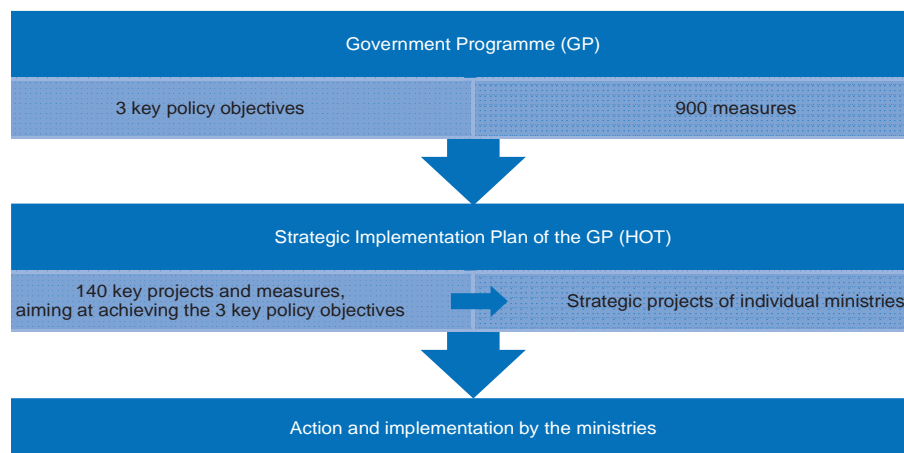 Government Programme (GP)
3 key policy objectives
900 measures
Strategic Implementation Plan of the GP (HOT)
140 key projects and measures,
aiming at achieving the 3 key policy objectives
Strategic projects of individual ministries
Action and implementation by the ministries